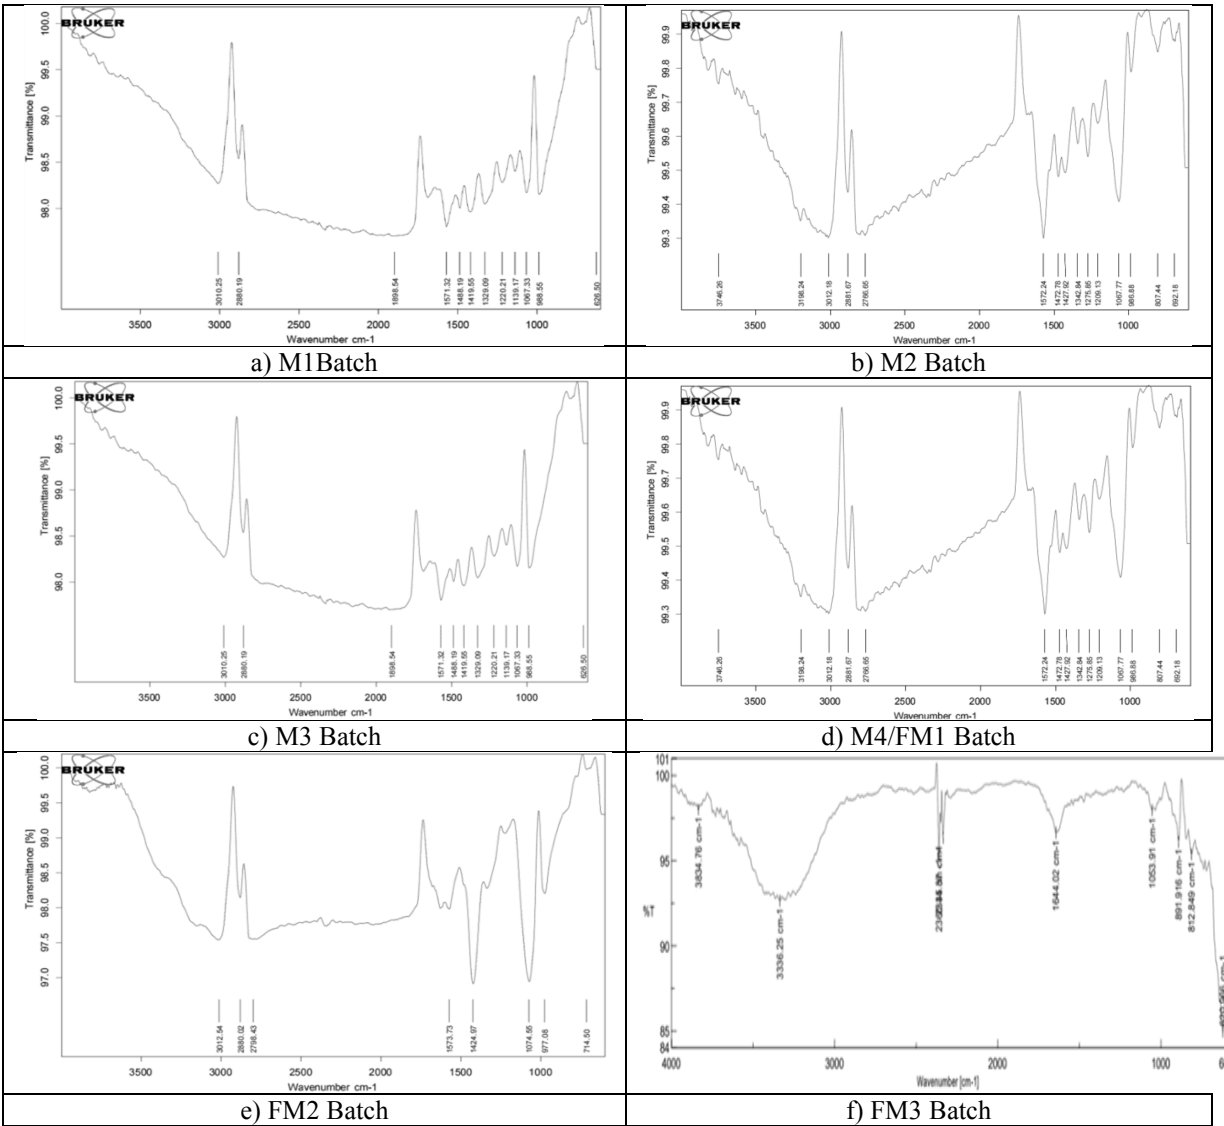 BRUKER
Transmittance [%]
100.0
99.5
99.0
98.5
98.0
3010.25
2880.19
1898.54
1571.32
1488.19
1419.55
1329.09
1220.21
1139.17
1067.33
988.55
626.50
3500 3000 2500 2000 1500 1000
Wavenumber cm-1
a) M1Batch
BRUKER
Transmittance [%]
99.9
99.8
99.7
99.6
99.5
99.4
99.3
3746.26
3198.24
3012.18
2881.67
2766.65
1572.24
1472.78
1427.92
1342.84
1275.85
1209.13
1067.77
986.88
807.44
692.18
3500 3000 2500 2000 1500 1000
Wavenumber cm-1
b) M2 Batch
BRUKER
Transmittance [%]
100.0
99.5
99.0
98.5
98.0
3010.25
2880.19
1898.54
1571.32
1488.19
1419.55
1329.09
1220.21
1139.17
1067.33
988.55
626.50
3500 3000 2500 2000 1500 1000
Wavenumber cm-1
c) M3 Batch
BRUKER
Transmittance [%]
99.9
99.8
99.7
99.6
99.5
99.4
99.3
3746.26
3198.24
3012.18
2881.67
2766.65
1572.24
1472.78
1427.92
1342.84
1275.85
1209.13
1067.77
986.88
807.44
692.18
3500 3000 2500 2000 1500 1000
Wavenumber cm-1
d) M4/FM1 Batch
BRUKER
Transmittance [%]
100.0
99.5
99.0
98.5
98.0
97.5
97.0
3012.54
2880.02
2798.43
1573.73
1424.97
1074.55
977.08
714.50
3500 3000 2500 2000 1500 1000
Wavenumber cm-1
e) FM2 Batch
101
100
95
90
85
84
%T
3834.76 cm-1
3336.25 cm-1
1644.02 cm-1
1053.91 cm-1
891.916 cm-1
812.849 cm-1
4000 3000 2000 1000 6
Wavenumber [cm-1]
f) FM3 Batch